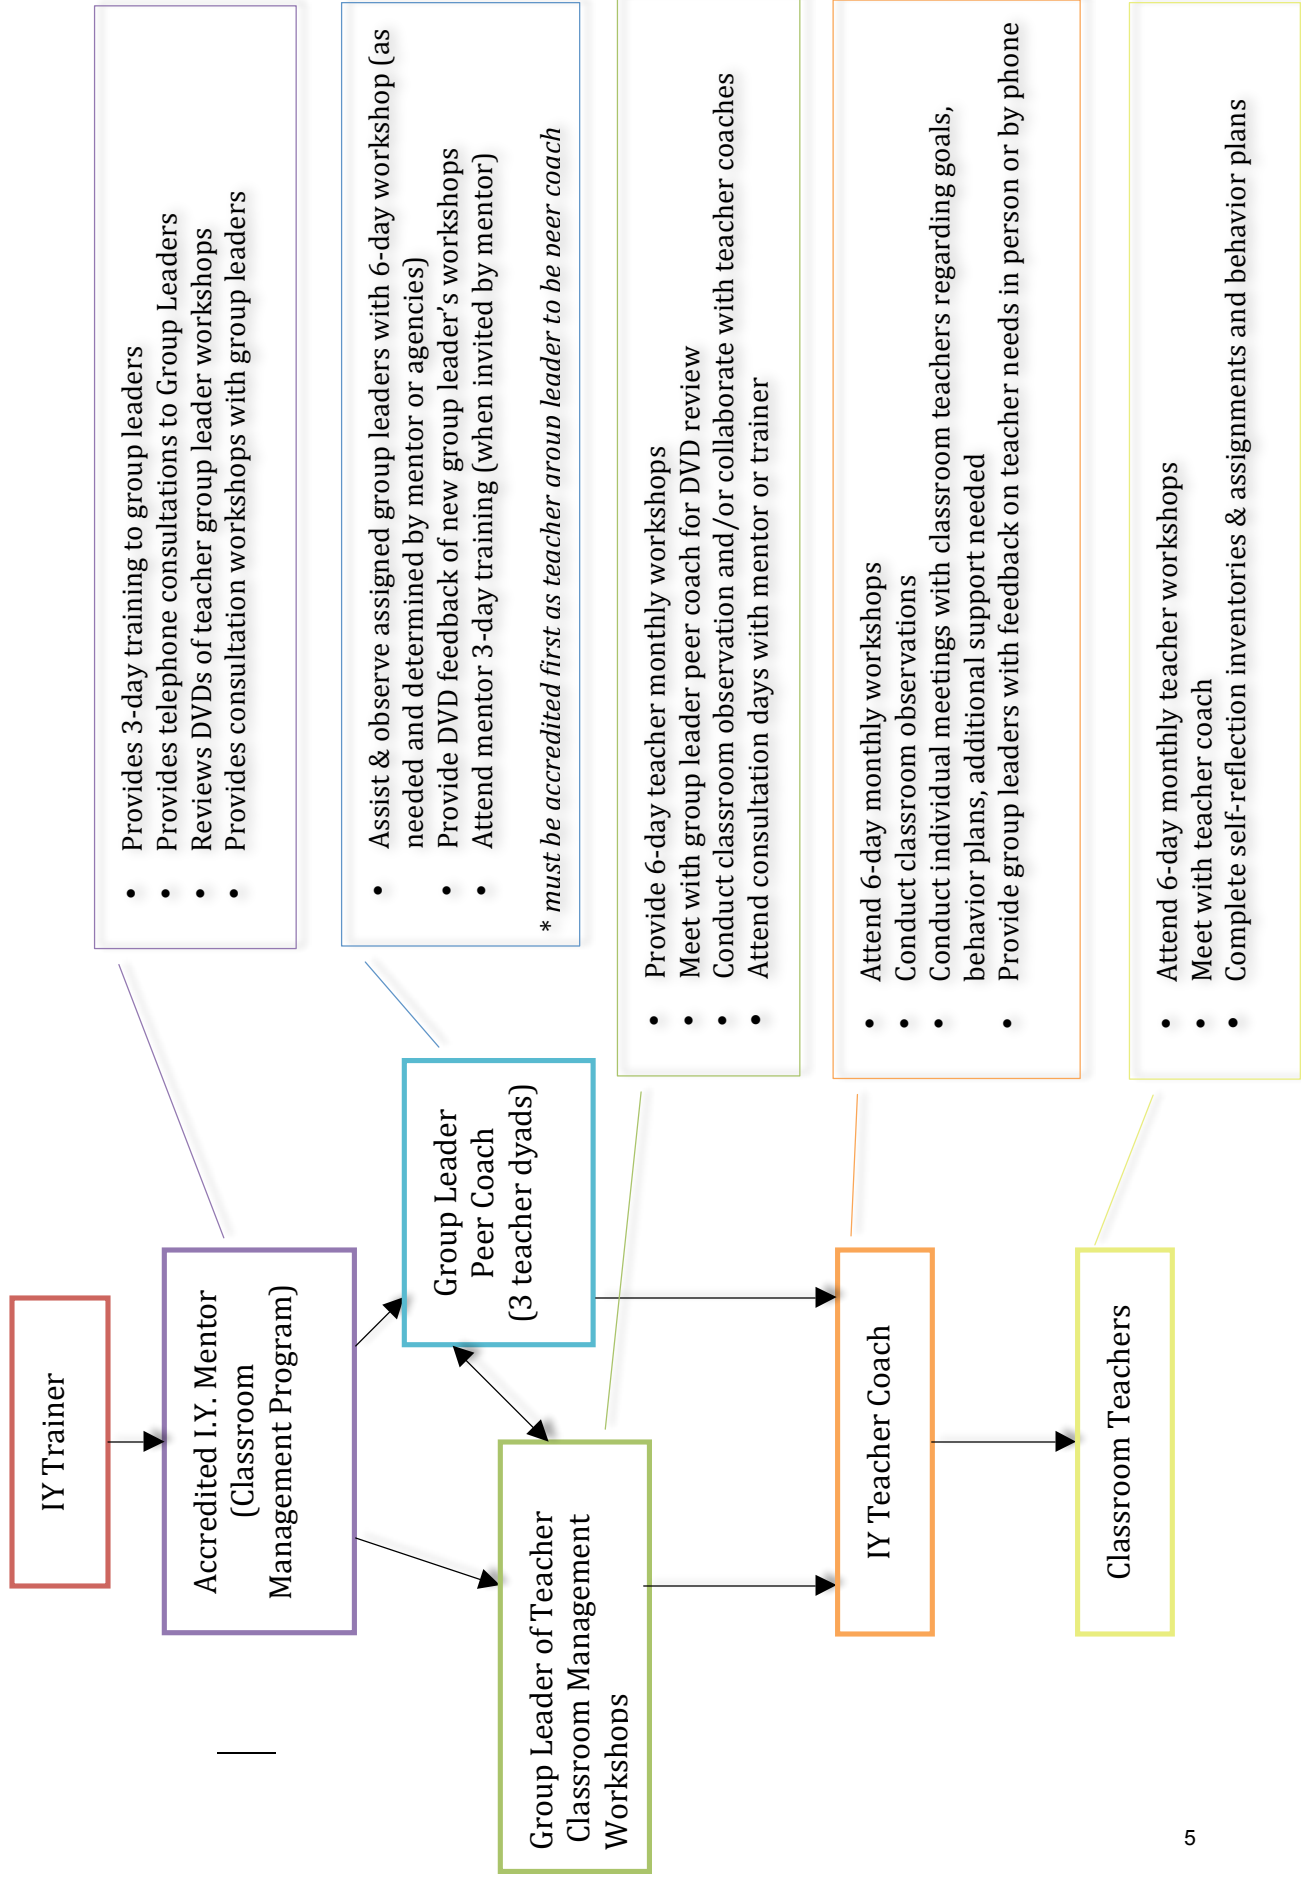 IY Trainer
Accredited I.Y. Mentor
(Classroom
Management Program)
• Provides 3-day training to group leaders
• Provides telephone consultations to Group Leaders
• Reviews DVDs of teacher group leader workshops
• Provides consultation workshops with group leaders
Group Leader
Peer Coach
(3 teacher dyads)
• Assist & observe assigned group leaders with 6-day workshop (as
needed and determined by mentor or agencies)
• Provide DVD feedback of new group leader’s workshops
• Attend mentor 3-day training (when invited by mentor)
* must be accredited first as teacher group leader to be peer coach
Group Leader of Teacher
Classroom Management
Workshops
• Provide 6-day teacher monthly workshops
• Meet with group leader peer coach for DVD review
• Conduct classroom observation and/or collaborate with teacher coaches
• Attend consultation days with mentor or trainer
IY Teacher Coach
• Attend 6-day monthly workshops
• Conduct classroom observations
• Conduct individual meetings with classroom teachers regarding goals,
behavior plans, additional support needed
• Provide group leaders with feedback on teacher needs in person or by phone
Classroom Teachers
• Attend 6-day monthly teacher workshops
• Meet with teacher coach
• Complete self-reflection inventories & assignments and behavior plans
5